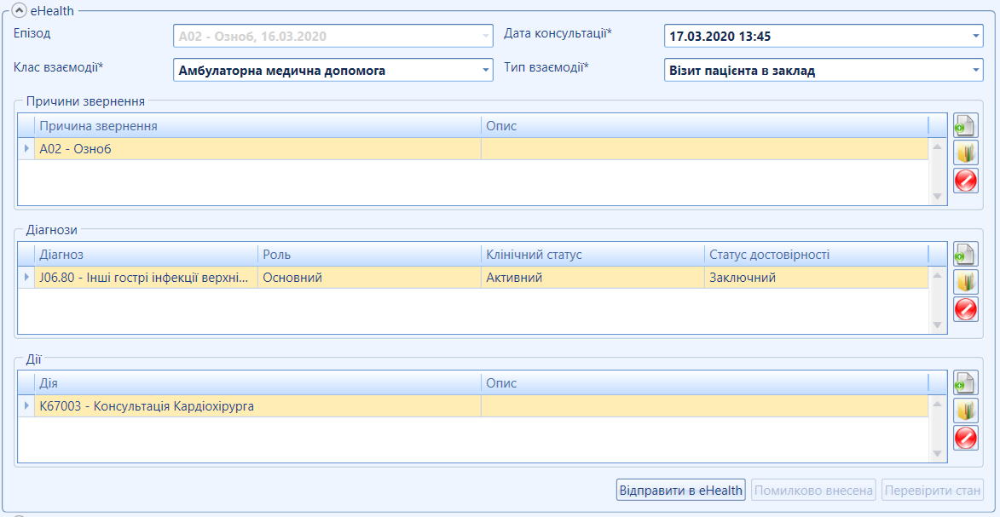 eHealth
Епізод A02 - Озноб, 16.03.2020 Дата консультації* 17.03.2020 13:45
Клас взаємодії* Амбулаторна медична допомога Тип взаємодії* Візит пацієнта в заклад
Причини звернення
Причина звернення Опис
A02 - Озноб
Діагнози
Діагноз Роль Клінічний статус Статус достовірності
J06.80 - Інші гострі інфекції верхні... Основний Активний Заключний
Дії
Дія Опис
K67003 - Консультація Кардіохірурга
Відправити в eHealth Помилково внесена Перевірити стан